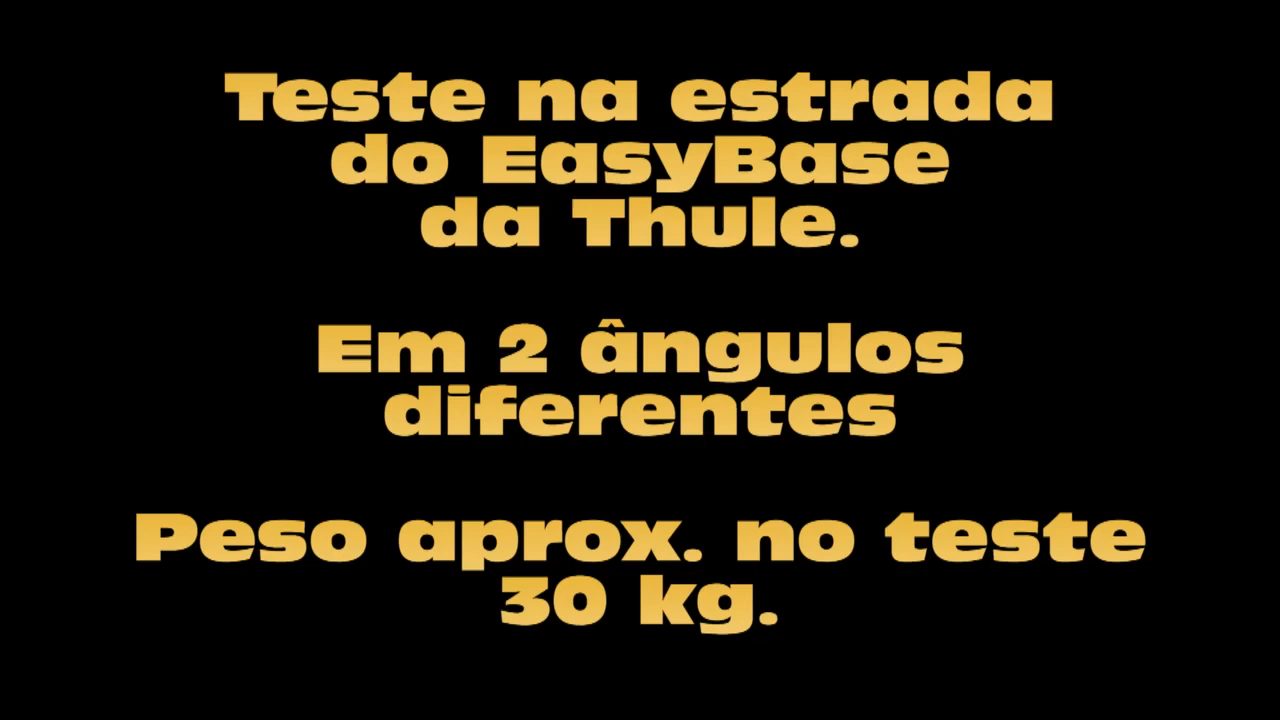 Teste na estrada
do EasyBase
da Thule.
Em 2 ângulos
diferentes
Peso aprox. no teste
30 kg.